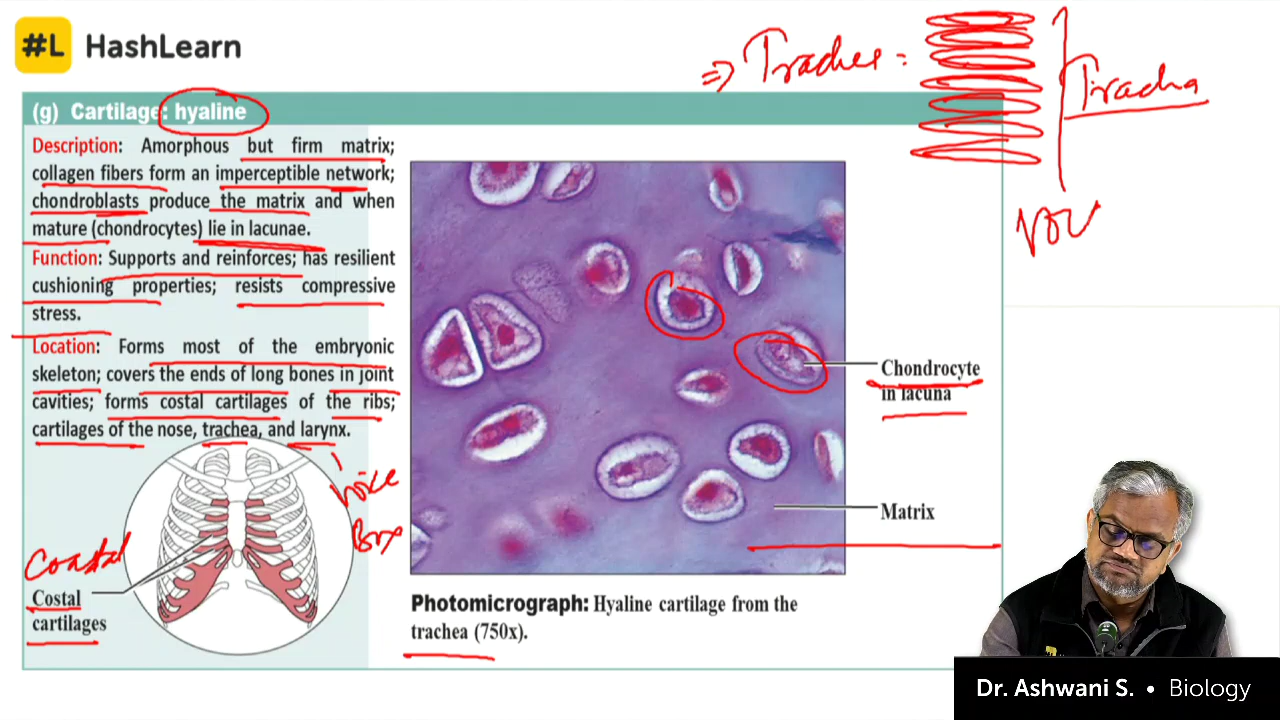 #L HashLearn
⇒ Trachea :
Tracha
(g) Cartilage: hyaline
Description: Amorphous but firm matrix;
collagen fibers form an imperceptible network;
chondroblasts produce the matrix and when
mature (chondrocytes) lie in lacunae.
Function: Supports and reinforces; has resilient
cushioning properties; resists compressive
stress.
Location: Forms most of the embryonic
skeleton; covers the ends of long bones in joint
cavities; forms costal cartilages of the ribs;
cartilages of the nose, trachea, and larynx.
Voice
Box
Coastal
Costal
cartilages
Chondrocyte
in lacuna
Matrix
Photomicrograph: Hyaline cartilage from the
trachea (750x).
Dr. Ashwani S. • Biology